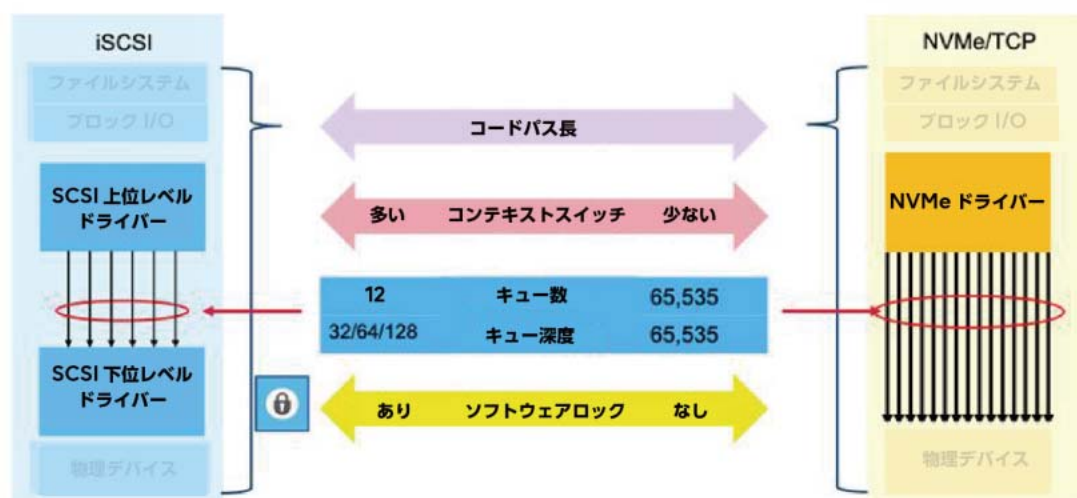 iSCSI
ファイルシステム
ブロック I/O
SCSI 上位レベル
ドライバー
SCSI 下位レベル
ドライバー
物理デバイス
コードパス長
多い コンテキストスイッチ 少ない
12 キュー数 65,535
32/64/128 キュー深度 65,535
あり ソフトウェアロック なし
NVMe/TCP
ファイルシステム
ブロック I/O
NVMe ドライバー
物理デバイス